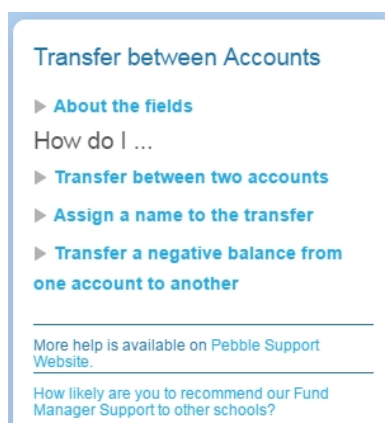 Transfer between Accounts
About the fields
How do I ...
Transfer between two accounts
Assign a name to the transfer
Transfer a negative balance from
one account to another
More help is available on Pebble Support
Website.
How likely are you to recommend our Fund
Manager Support to other schools?